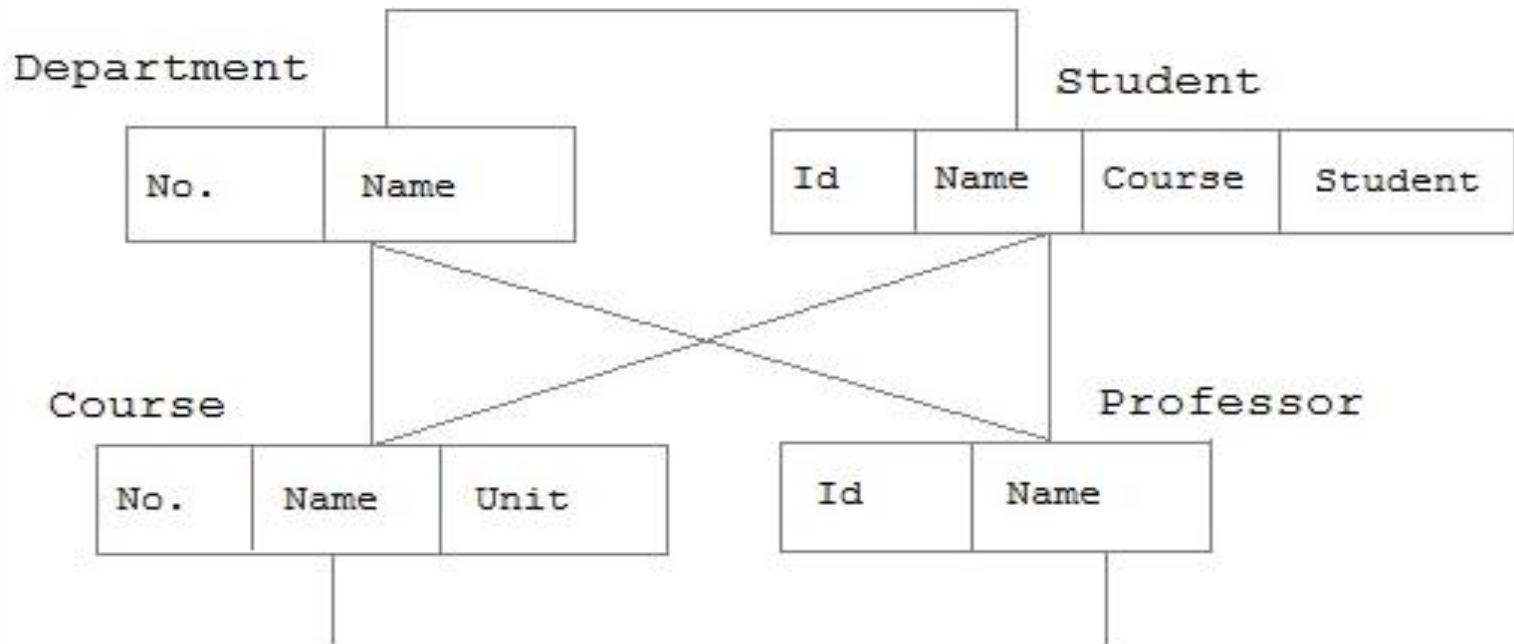 Department
Student
No. Name
Id Name Course Student
Course
Professor
No. Name Unit
Id Name